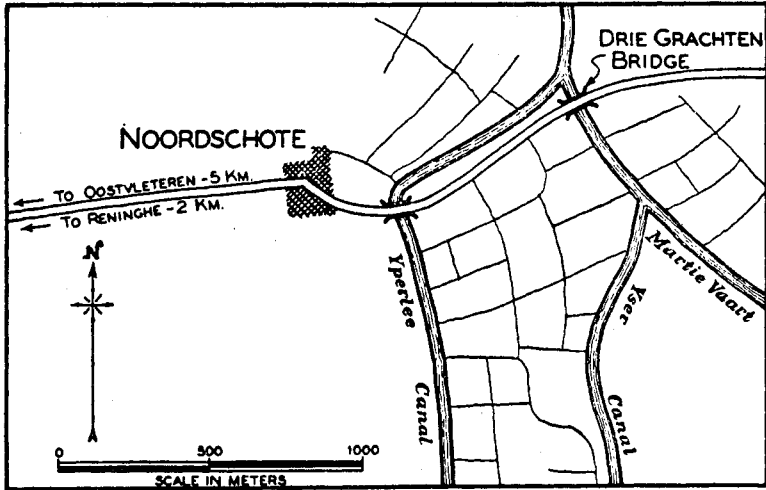 DRIE GRACHTEN
BRIDGE
NOORDSCHOTE
TO OOSTVLETEREN -5 KM.
TO RENINGHE -2 KM.
N
Yperlee
Canal
Martie Vaart
Yser
Canal
0 500 1000
SCALE IN METERS